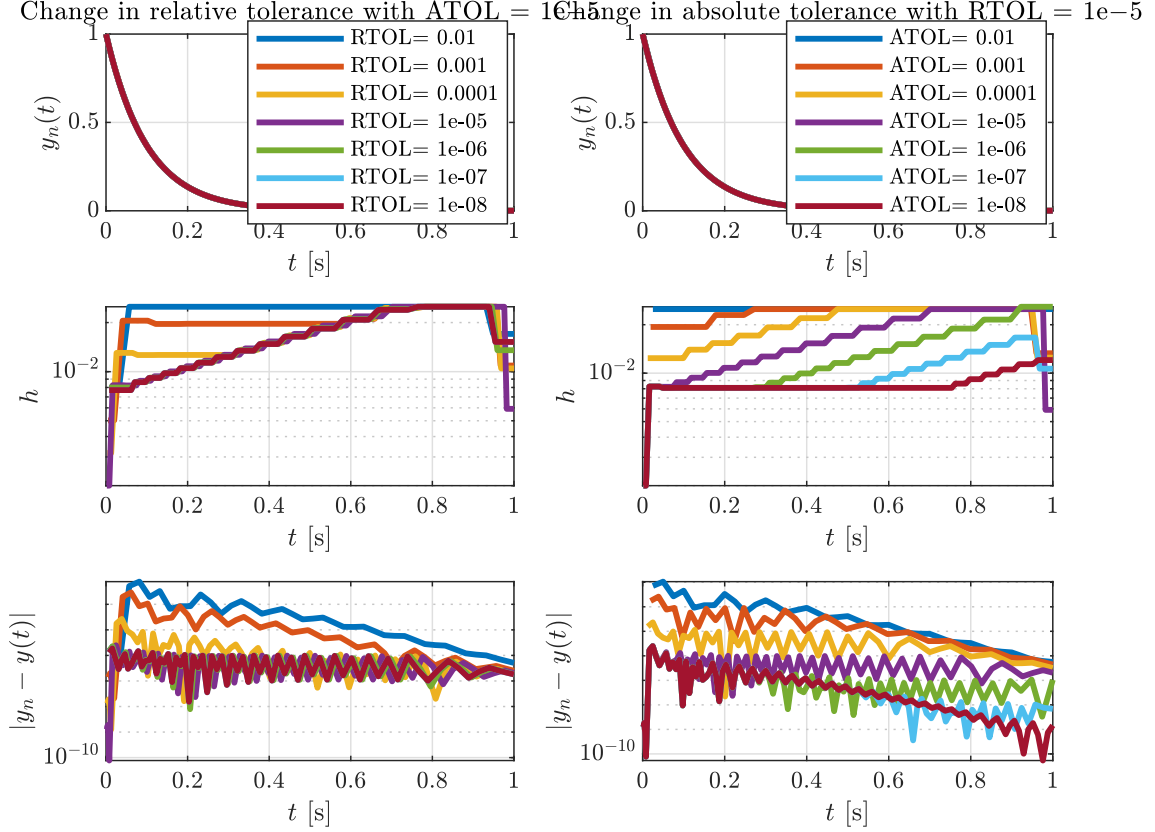 Change in relative tolerance with ATOL = 1e−5
Change in absolute tolerance with RTOL = 1e−5
1
0.5
0
y_n(t)
RTOL= 0.01
RTOL= 0.001
RTOL= 0.0001
RTOL= 1e-05
RTOL= 1e-06
RTOL= 1e-07
RTOL= 1e-08
0 0.2 0.4 0.6 0.8 1
t [s]
1
0.5
0
y_n(t)
ATOL= 0.01
ATOL= 0.001
ATOL= 0.0001
ATOL= 1e-05
ATOL= 1e-06
ATOL= 1e-07
ATOL= 1e-08
0 0.2 0.4 0.6 0.8 1
t [s]
10^{-2}
h
0 0.2 0.4 0.6 0.8 1
t [s]
10^{-2}
h
0 0.2 0.4 0.6 0.8 1
t [s]
|y_n − y(t)|
10^{-10}
0 0.2 0.4 0.6 0.8 1
t [s]
|y_n − y(t)|
10^{-10}
0 0.2 0.4 0.6 0.8 1
t [s]